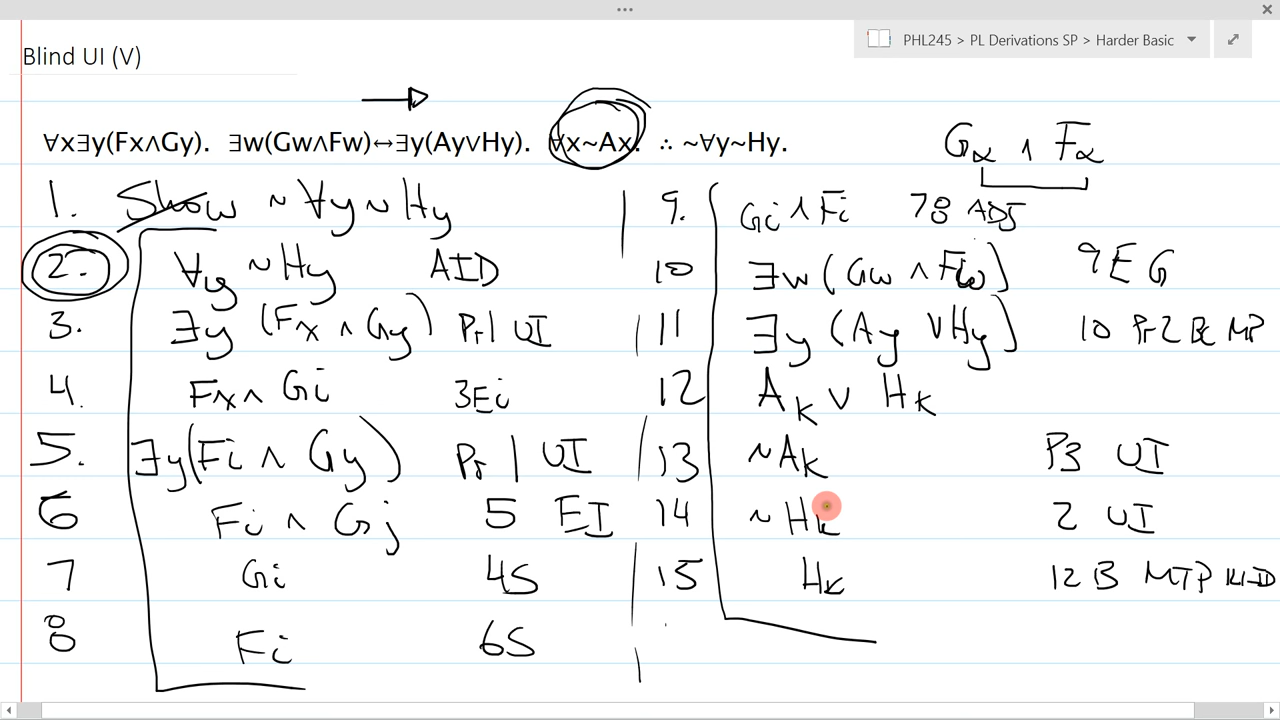 Blind UI (V)
PHL245 > PL Derivations SP > Harder Basic
∀x∃y(Fx∧Gy). ∃w(Gw∧Fw)↔∃y(Ay∨Hy). ∀x~Ax. ∴ ~∀y~Hy.
Gα ∧ Fα
1. Show ~∀y~Hy
2. ∀y ~Hy AID
3. ∃y (Fx ∧ Gy) Pr1 UI
4. Fx ∧ Gi 3Ei
5. ∃y(Fi ∧ Gy) Pr1 UI
6 Fi ∧ Gj 5 EI
7 Gi 4S
8 Fi 6S
9. Gi ∧ Fi 78 ADJ
10 ∃w(Gw ∧ Fw) 9EG
11 ∃y (Ay ∨ Hy) 10 Pr2 BC MP
12 Ak ∨ Hk
13 ~Ak P3 UI
14 ~Hk 2 UI
15 Hk 12 13 MTP 14 ID